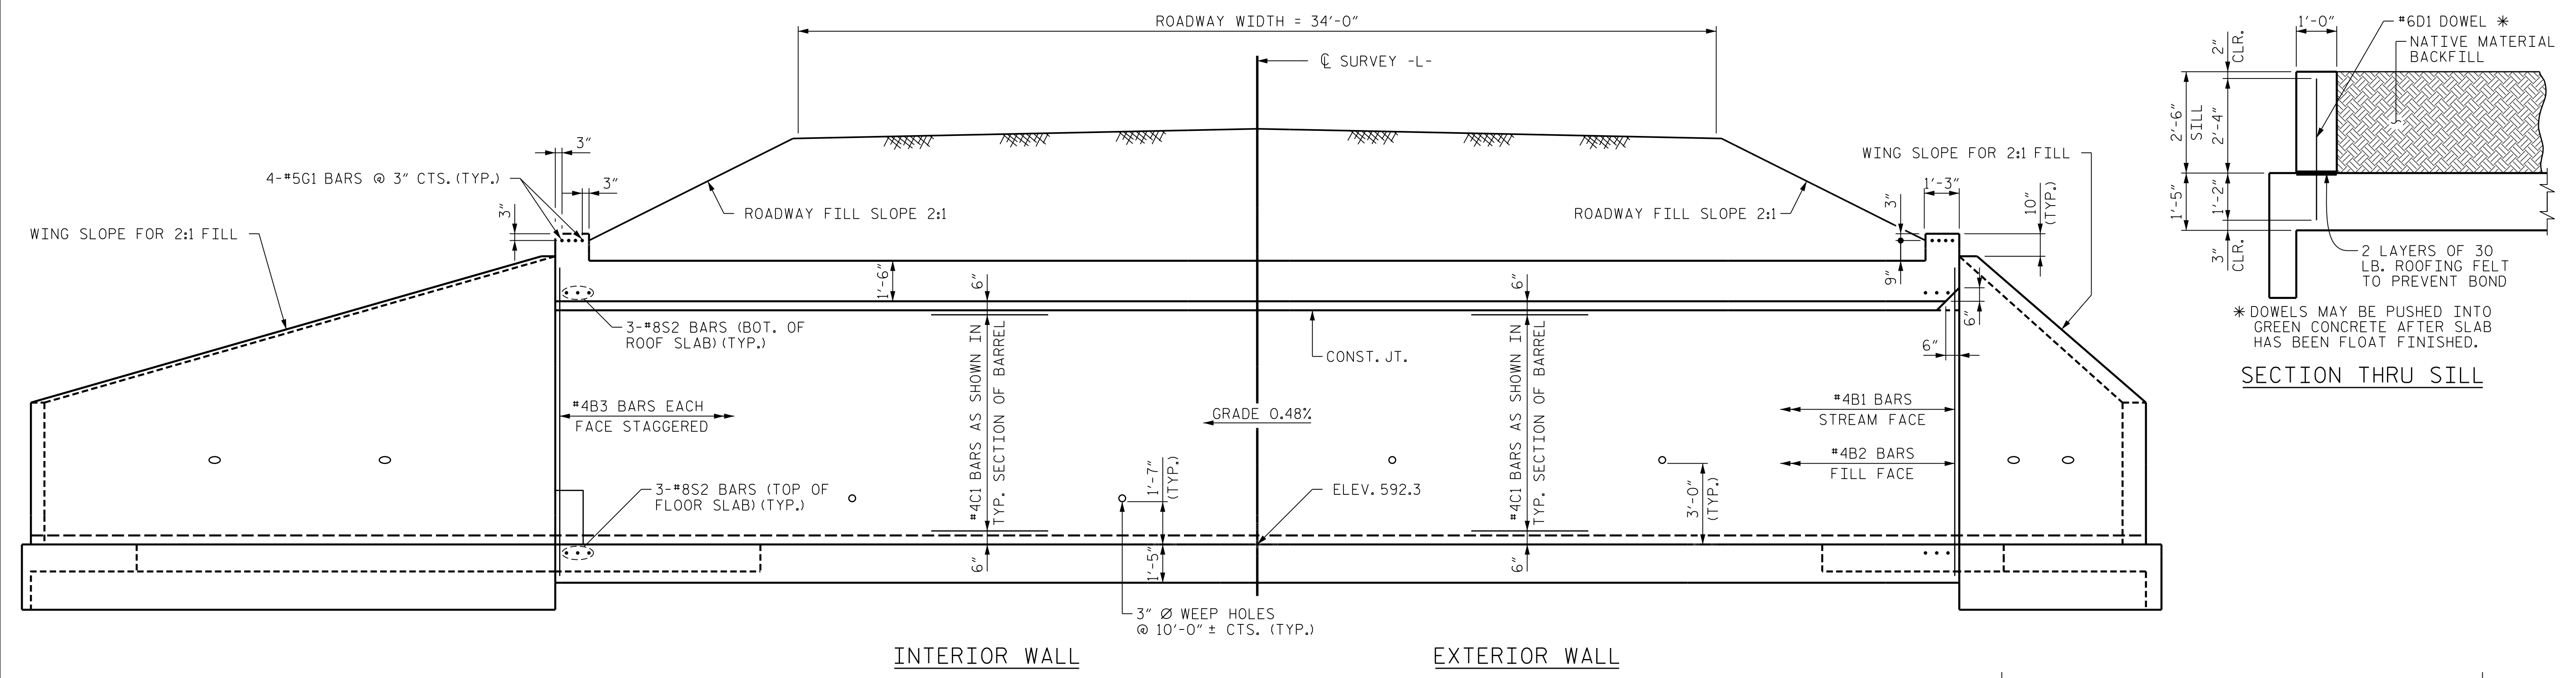 ROADWAY WIDTH = 34'-0"
℄ SURVEY -L-
3"
4-#5G1 BARS @ 3" CTS. (TYP.)
3"
3"
WING SLOPE FOR 2:1 FILL
ROADWAY FILL SLOPE 2:1
ROADWAY FILL SLOPE 2:1
WING SLOPE FOR 2:1 FILL
1'-3"
3"
10"
(TYP.)
9"
1'-6"
6"
6"
3-#8S2 BARS (BOT. OF
ROOF SLAB) (TYP.)
CONST. JT.
6"
6"
#4C1 BARS AS SHOWN IN
TYP. SECTION OF BARREL
#4C1 BARS AS SHOWN IN
TYP. SECTION OF BARREL
#4B3 BARS EACH
FACE STAGGERED
GRADE 0.48%
#4B1 BARS
STREAM FACE
#4B2 BARS
FILL FACE
3-#8S2 BARS (TOP OF
FLOOR SLAB) (TYP.)
1'-7"
(TYP.)
ELEV. 592.3
3'-0"
(TYP.)
6"
1'-5"
6"
3" Ø WEEP HOLES
@ 10'-0" ± CTS. (TYP.)
INTERIOR WALL
EXTERIOR WALL
1'-0"
#6D1 DOWEL *
NATIVE MATERIAL
BACKFILL
2"
CLR.
2'-6"
SILL
2'-4"
1'-5"
1'-2"
3"
CLR.
2 LAYERS OF 30
LB. ROOFING FELT
TO PREVENT BOND
* DOWELS MAY BE PUSHED INTO
GREEN CONCRETE AFTER SLAB
HAS BEEN FLOAT FINISHED.
SECTION THRU SILL